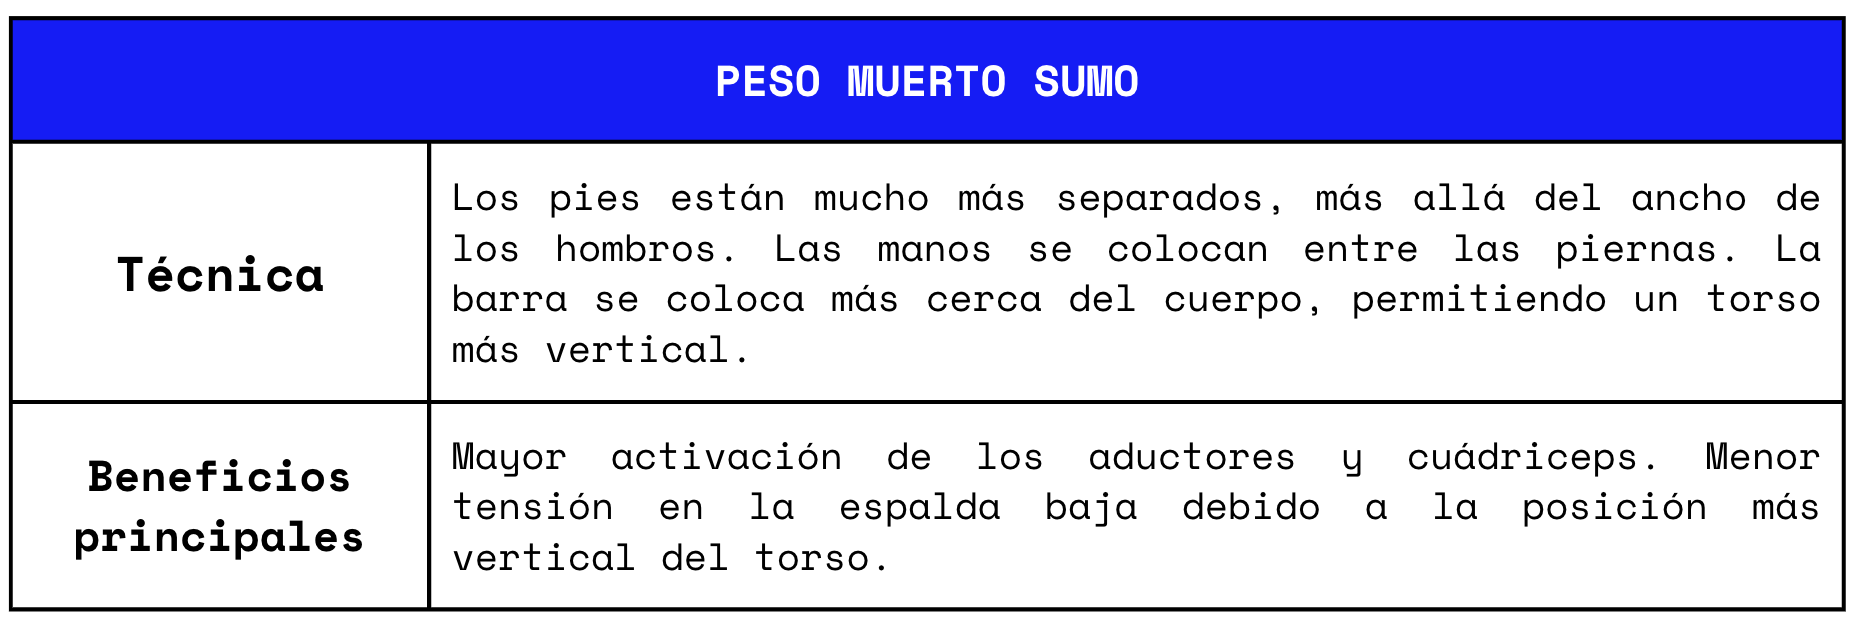 PESO MUERTO SUMO
Técnica
Los pies están mucho más separados, más allá del ancho de
los hombros. Las manos se colocan entre las piernas. La
barra se coloca más cerca del cuerpo, permitiendo un torso
más vertical.
Beneficios
principales
Mayor activación de los aductores y cuádriceps. Menor
tensión en la espalda baja debido a la posición más
vertical del torso.